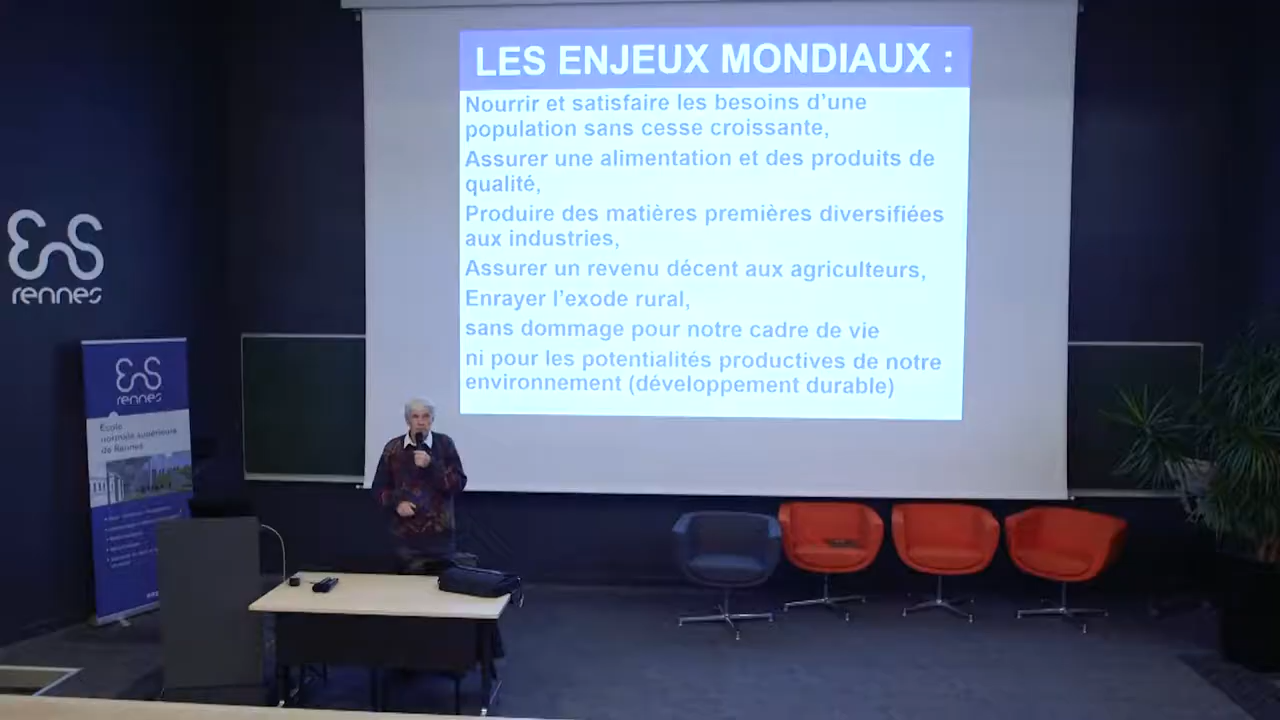 LES ENJEUX MONDIAUX :
Nourrir et satisfaire les besoins d'une
population sans cesse croissante,
Assurer une alimentation et des produits de
qualité,
Produire des matières premières diversifiées
aux industries,
Assurer un revenu décent aux agriculteurs,
Enrayer l'exode rural,
sans dommage pour notre cadre de vie
ni pour les potentialités productives de notre
environnement (développement durable)
ENS
rennes
ENS
rennes
École
normale supérieure
de Rennes